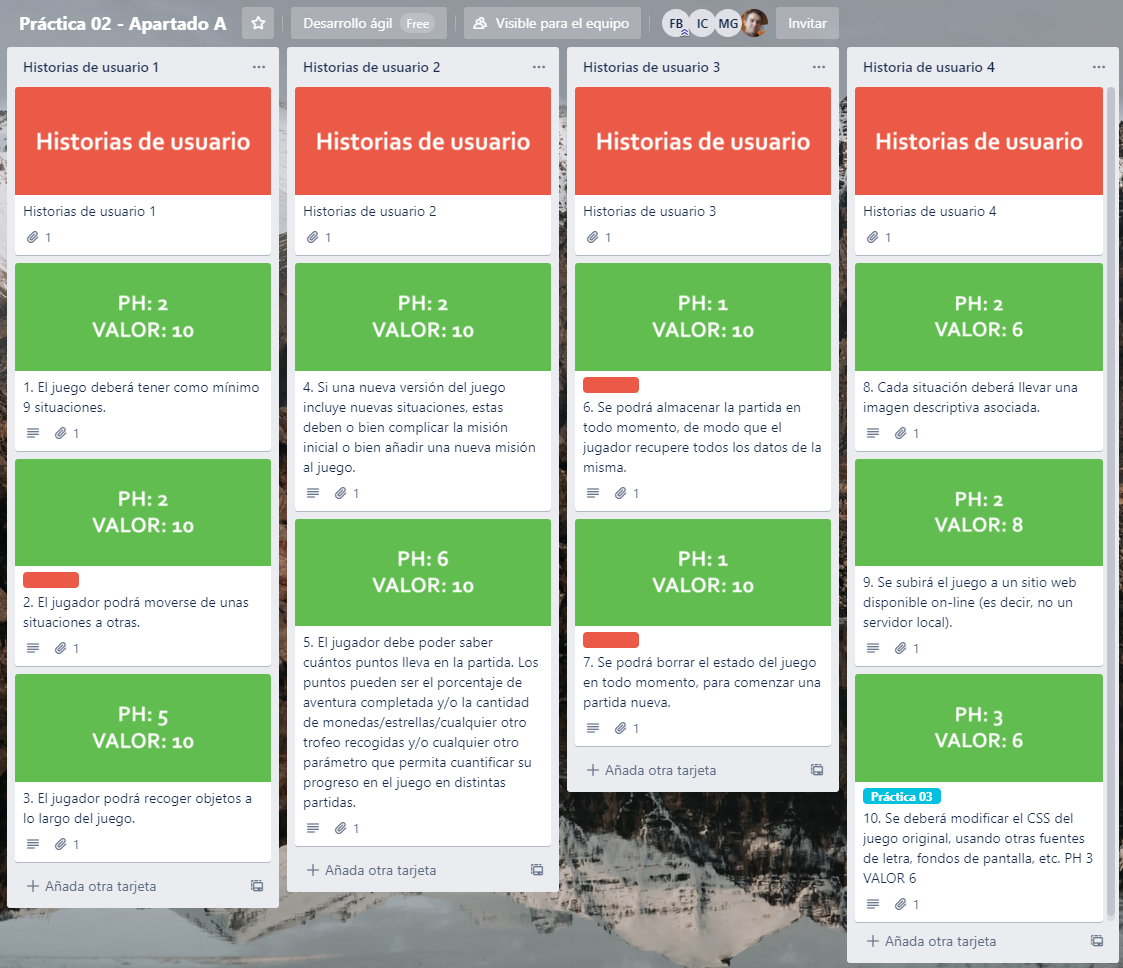 Práctica 02 - Apartado A
Desarrollo ágil Free
Visible para el equipo
FB IC MG
Invitar
Historias de usuario 1
Historias de usuario
Historias de usuario 1
1
PH: 2
VALOR: 10
1. El juego deberá tener como mínimo
9 situaciones.
1
PH: 2
VALOR: 10
2. El jugador podrá moverse de unas
situaciones a otras.
1
PH: 5
VALOR: 10
3. El jugador podrá recoger objetos a
lo largo del juego.
1
+ Añada otra tarjeta
Historias de usuario 2
Historias de usuario
Historias de usuario 2
1
PH: 2
VALOR: 10
4. Si una nueva versión del juego
incluye nuevas situaciones, estas
deben o bien complicar la misión
inicial o bien añadir una nueva misión
al juego.
1
PH: 6
VALOR: 10
5. El jugador debe poder saber
cuántos puntos lleva en la partida. Los
puntos pueden ser el porcentaje de
aventura completada y/o la cantidad
de monedas/estrellas/cualquier otro
trofeo recogidas y/o cualquier otro
parámetro que permita cuantificar su
progreso en el juego en distintas
partidas.
1
+ Añada otra tarjeta
Historias de usuario 3
Historias de usuario
Historias de usuario 3
1
PH: 1
VALOR: 10
6. Se podrá almacenar la partida en
todo momento, de modo que el
jugador recupere todos los datos de la
misma.
1
PH: 1
VALOR: 10
7. Se podrá borrar el estado del juego
en todo momento, para comenzar una
partida nueva.
1
+ Añada otra tarjeta
Historia de usuario 4
Historias de usuario
Historias de usuario 4
1
PH: 2
VALOR: 6
8. Cada situación deberá llevar una
imagen descriptiva asociada.
1
PH: 2
VALOR: 8
9. Se subirá el juego a un sitio web
disponible on-line (es decir, no un
servidor local).
1
PH: 3
VALOR: 6
Práctica 03
10. Se deberá modificar el CSS del
juego original, usando otras fuentes
de letra, fondos de pantalla, etc. PH 3
VALOR 6
1
+ Añada otra tarjeta